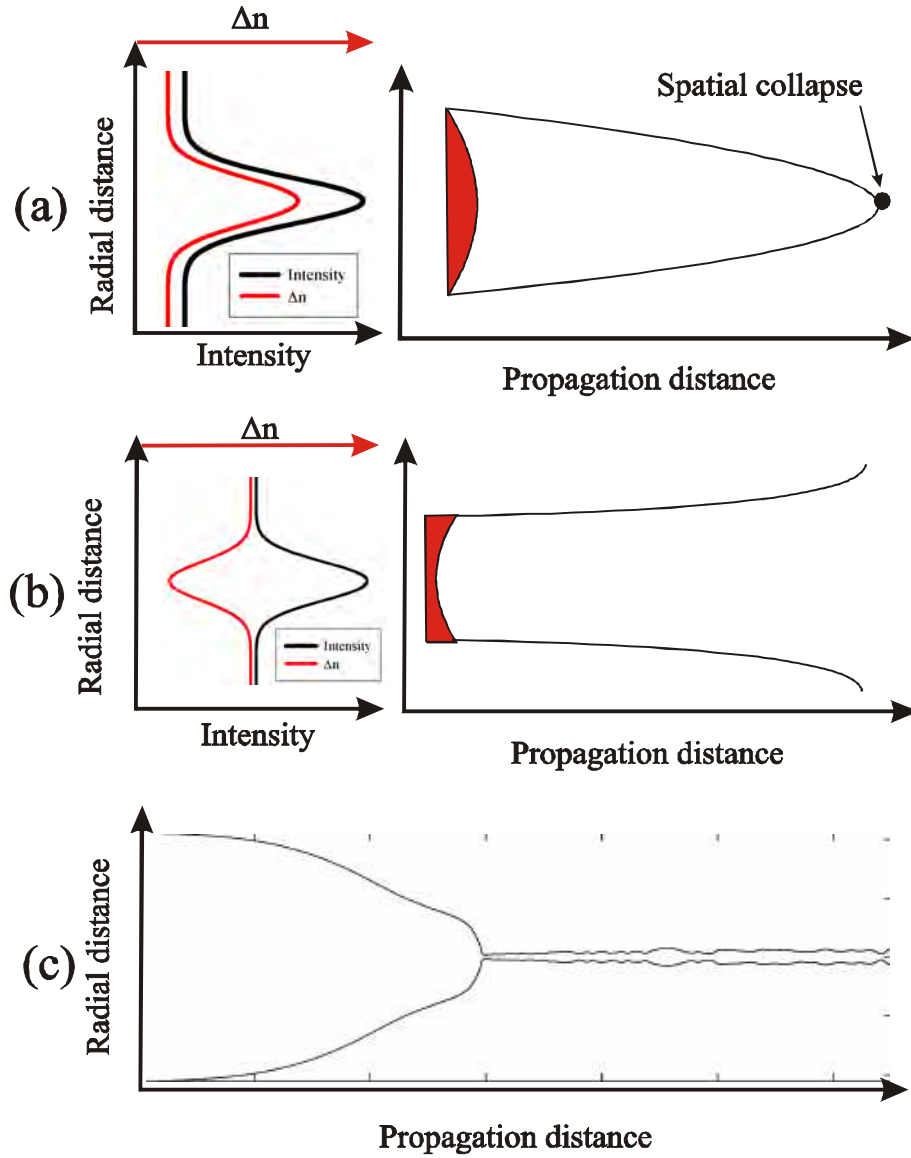 Δn
Spatial collapse
(a)
Radial distance
Intensity
Δn
Intensity
Propagation distance
Δn
(b)
Radial distance
Intensity
Δn
Intensity
Propagation distance
(c)
Radial distance
Propagation distance